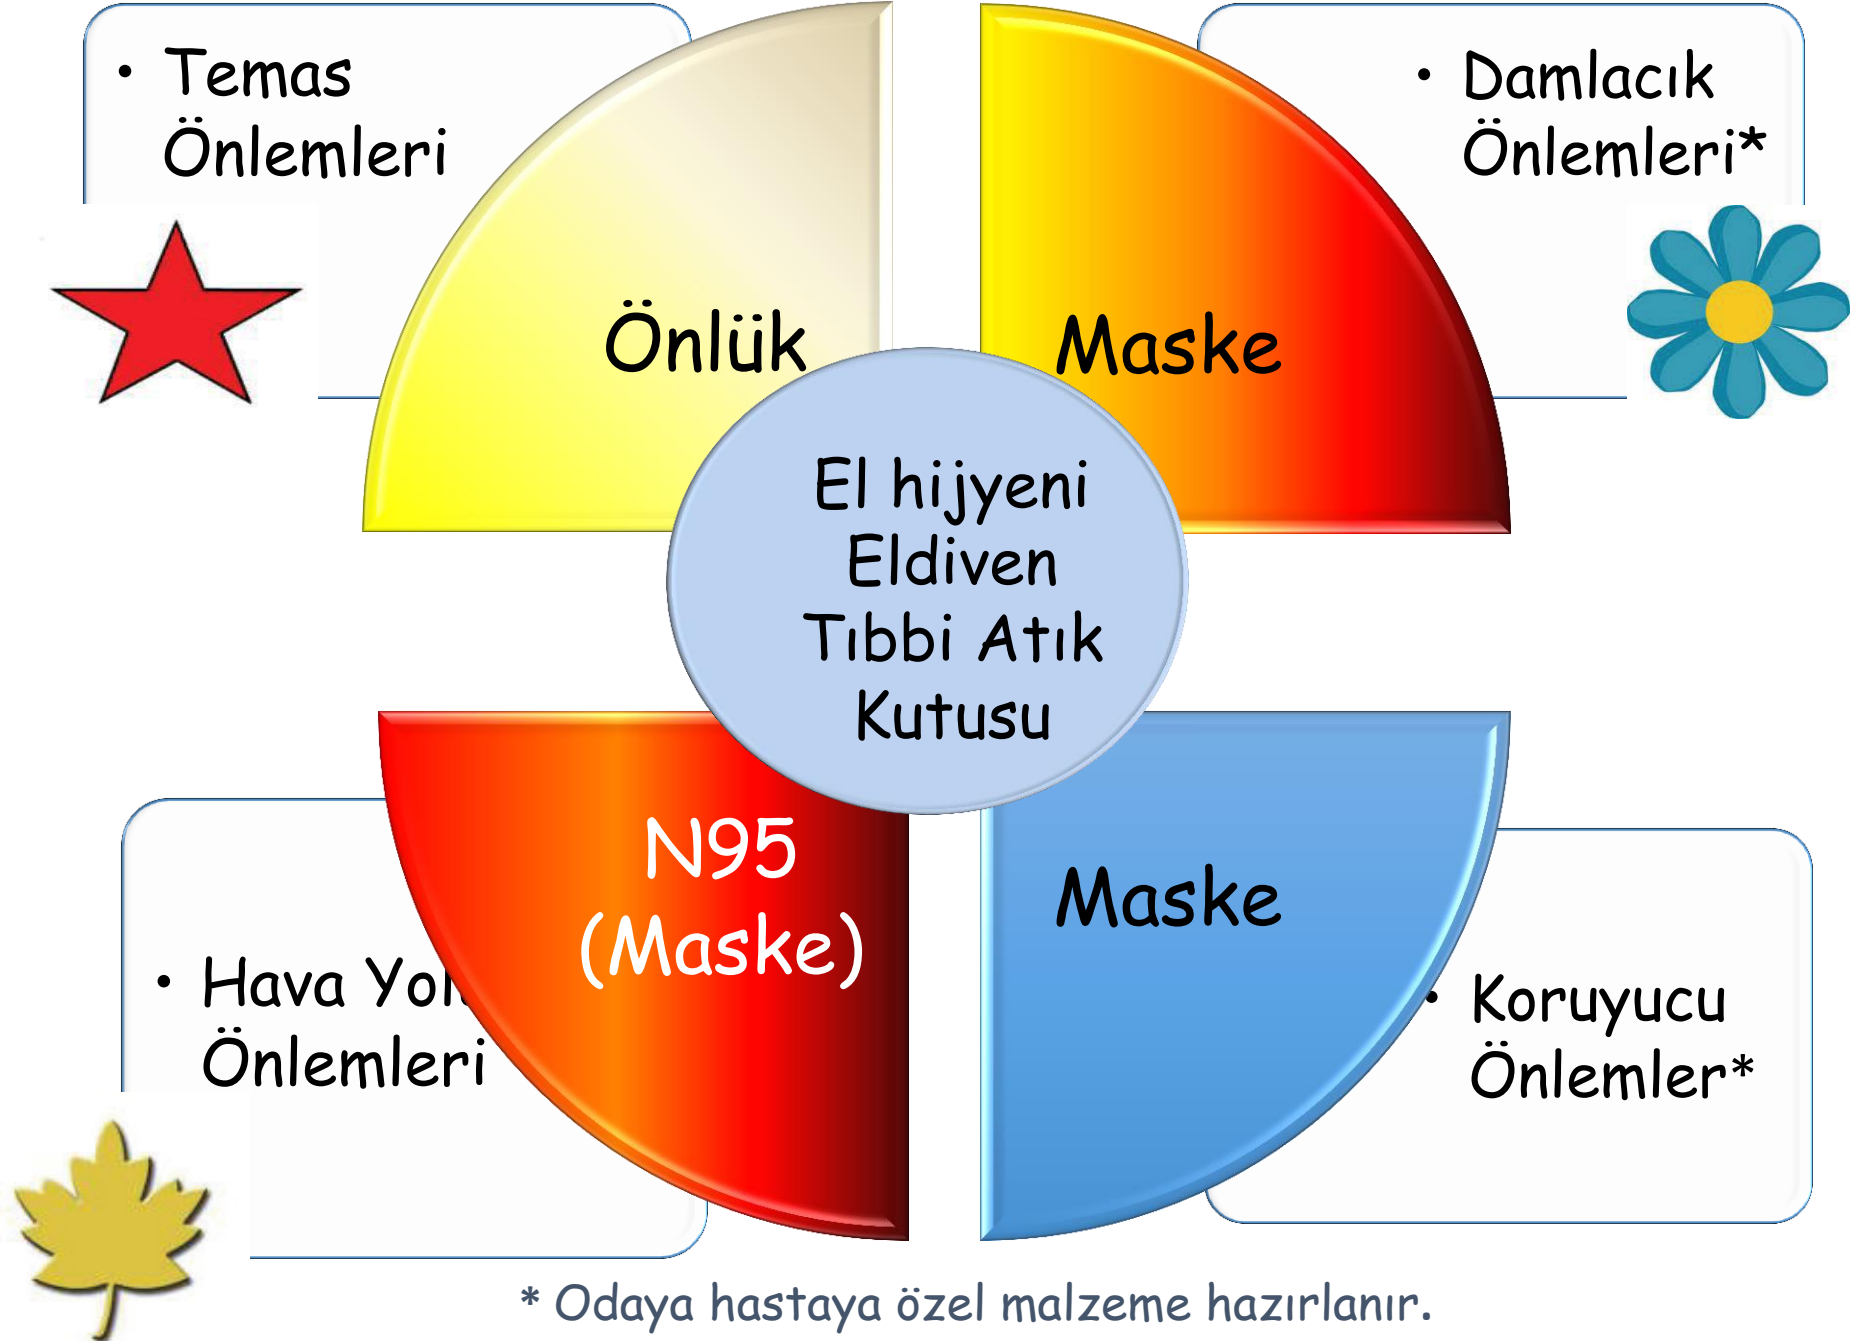 • Temas
Önlemleri
• Damlacık
Önlemleri*
Önlük
Maske
El hijyeni
Eldiven
Tıbbi Atık
Kutusu
N95
(Maske)
Maske
• Hava
Önlemleri
• Koruyucu
Önlemler*
* Odaya hastaya özel malzeme hazırlanır.